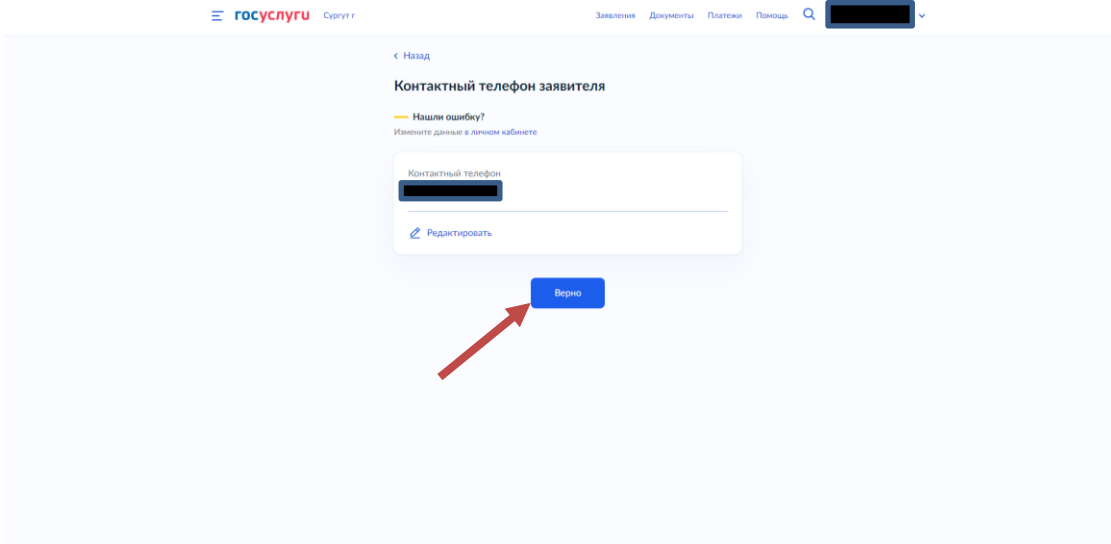 госуслуги Сургут г Заявления Документы Платежи Помощь
Назад
Контактный телефон заявителя
Нашли ошибку?
Измените данные в личном кабинете
Контактный телефон
Редактировать
Верно